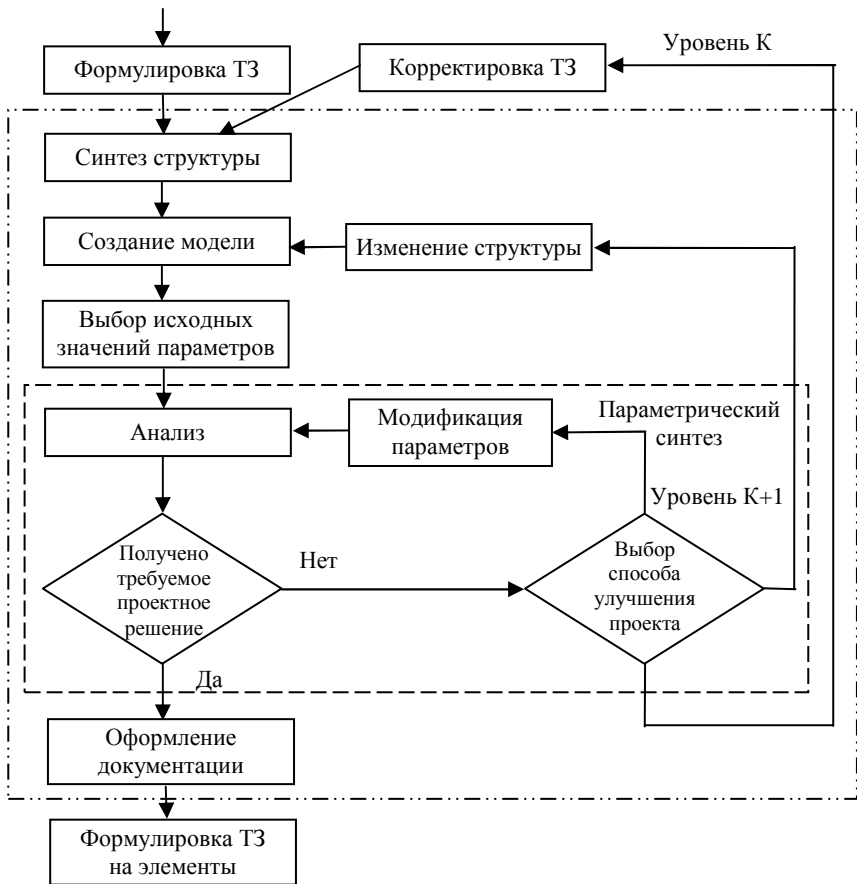 Уровень К
Формулировка ТЗ
Корректировка ТЗ
Синтез структуры
Создание модели
Изменение структуры
Выбор исходных
значений параметров
Анализ
Модификация
параметров
Параметрический
синтез
Уровень К+1
Получено
требуемое
проектное
решение
Нет
Выбор
способа
улучшения
проекта
Да
Оформление
документации
Формулировка ТЗ
на элементы